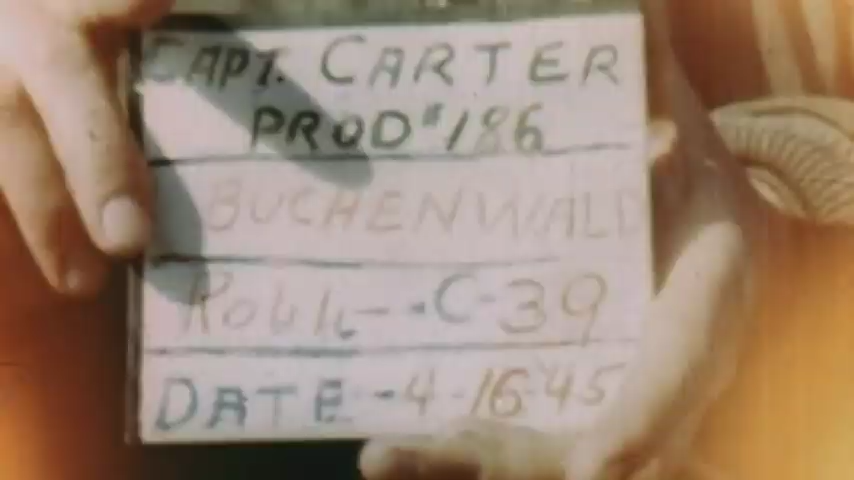 CAPT. CARTER
PROD# 186
BUCHENWALD
Roll - C-39
DATE - 4-16-45